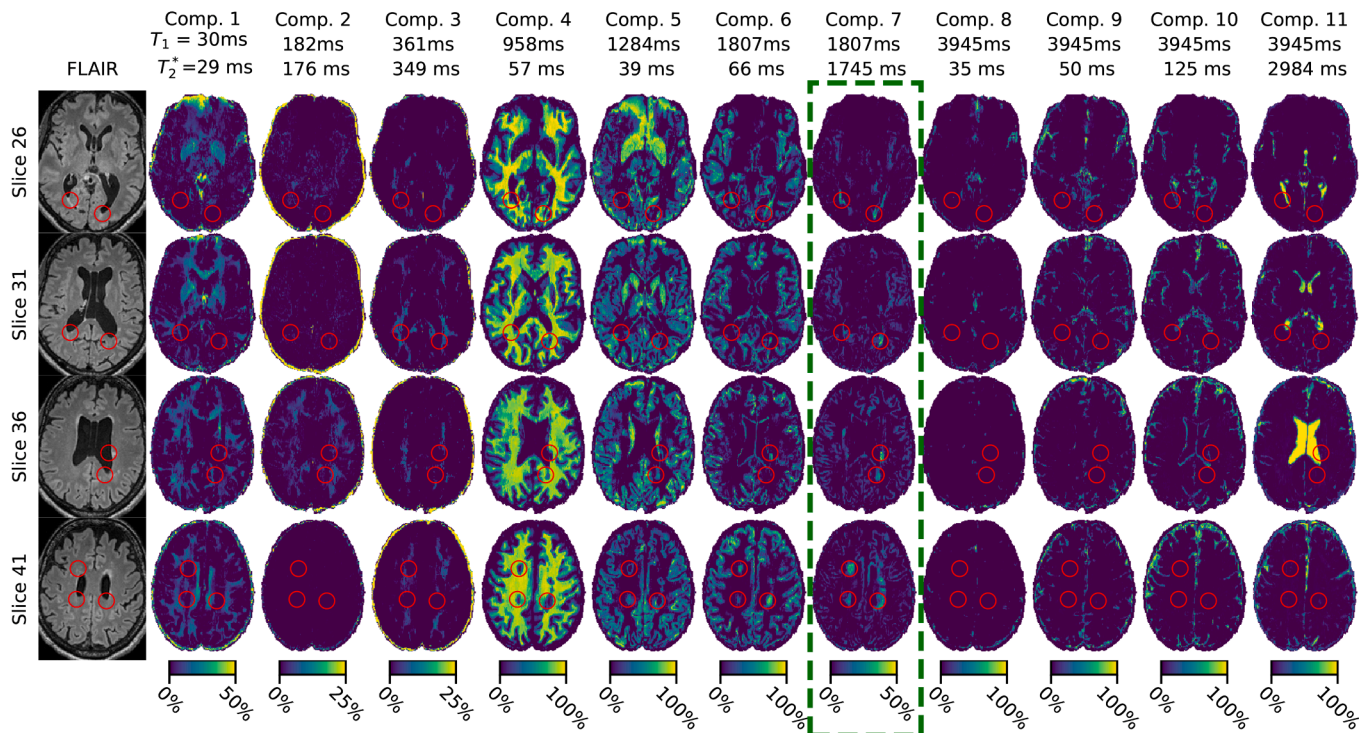 Comp. 1 Comp. 2 Comp. 3 Comp. 4 Comp. 5 Comp. 6 Comp. 7 Comp. 8 Comp. 9 Comp. 10 Comp. 11
T₁ = 30ms 182ms 361ms 958ms 1284ms 1807ms 1807ms 3945ms 3945ms 3945ms 3945ms
FLAIR T₂*=29 ms 176 ms 349 ms 57 ms 39 ms 66 ms 1745 ms 35 ms 50 ms 125 ms 2984 ms
Slice 26
Slice 31
Slice 36
Slice 41
0% 50% 0% 25% 0% 25% 0% 100% 0% 100% 0% 100% 0% 50% 0% 100% 0% 100% 0% 100% 0% 100%